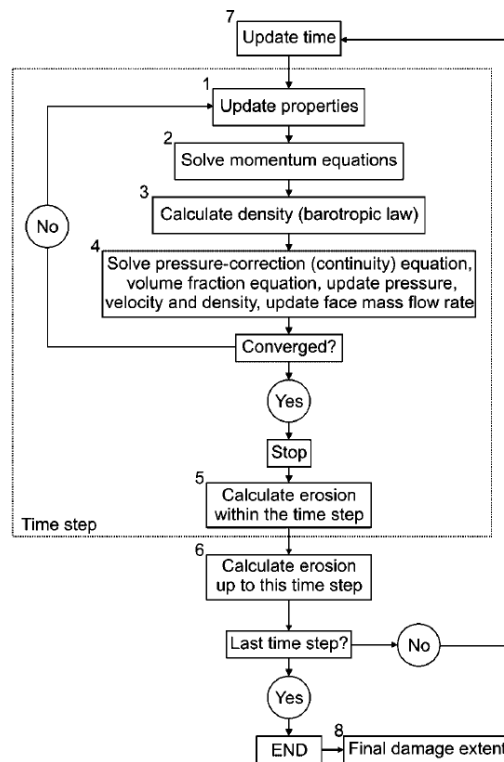 7
Update time
1
Update properties
2
Solve momentum equations
3
Calculate density (barotropic law)
No
4
Solve pressure-correction (continuity) equation,
volume fraction equation, update pressure,
velocity and density, update face mass flow rate
Converged?
Yes
Stop
5
Calculate erosion
within the time step
Time step
6
Calculate erosion
up to this time step
Last time step?
No
Yes
8
END
Final damage extent